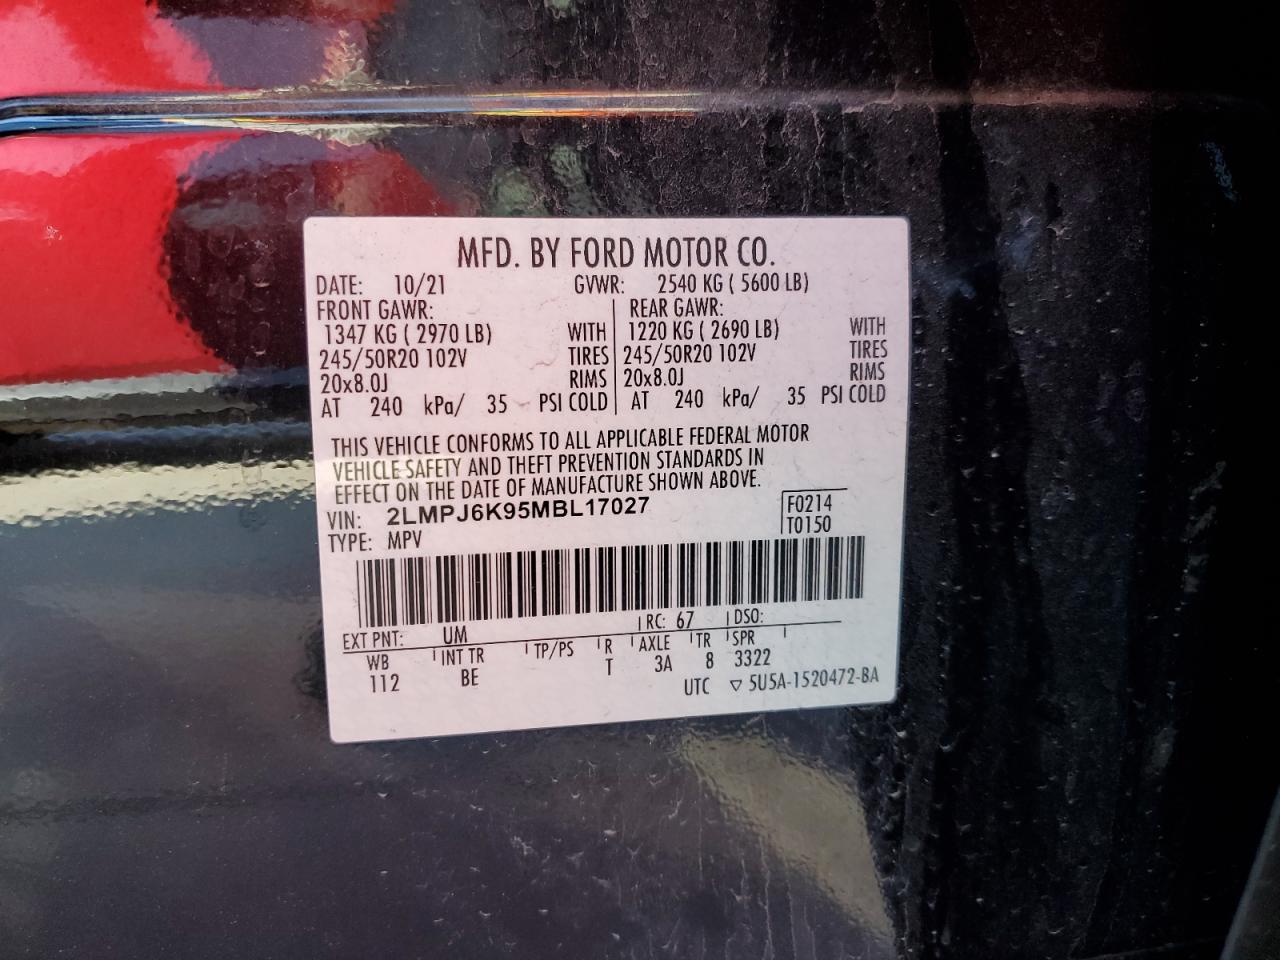 MFD. BY FORD MOTOR CO.
DATE: 10/21 GVWR: 2540 KG ( 5600 LB)
FRONT GAWR: REAR GAWR:
1347 KG ( 2970 LB) WITH 1220 KG ( 2690 LB) WITH
245/50R20 102V TIRES 245/50R20 102V TIRES
20x8.0J RIMS 20x8.0J RIMS
AT 240 kPa/ 35 PSI COLD AT 240 kPa/ 35 PSI COLD
THIS VEHICLE CONFORMS TO ALL APPLICABLE FEDERAL MOTOR
VEHICLE SAFETY AND THEFT PREVENTION STANDARDS IN
EFFECT ON THE DATE OF MANUFACTURE SHOWN ABOVE.
VIN: 2LMPJ6K95MBL17027 F0214
TYPE: MPV T0150
EXT PNT: UM RC: 67 DSO:
WB INT TR TP/PS R AXLE TR SPR
112 BE T 3A 8 3322
UTC ▽ 5U5A-1520472-BA